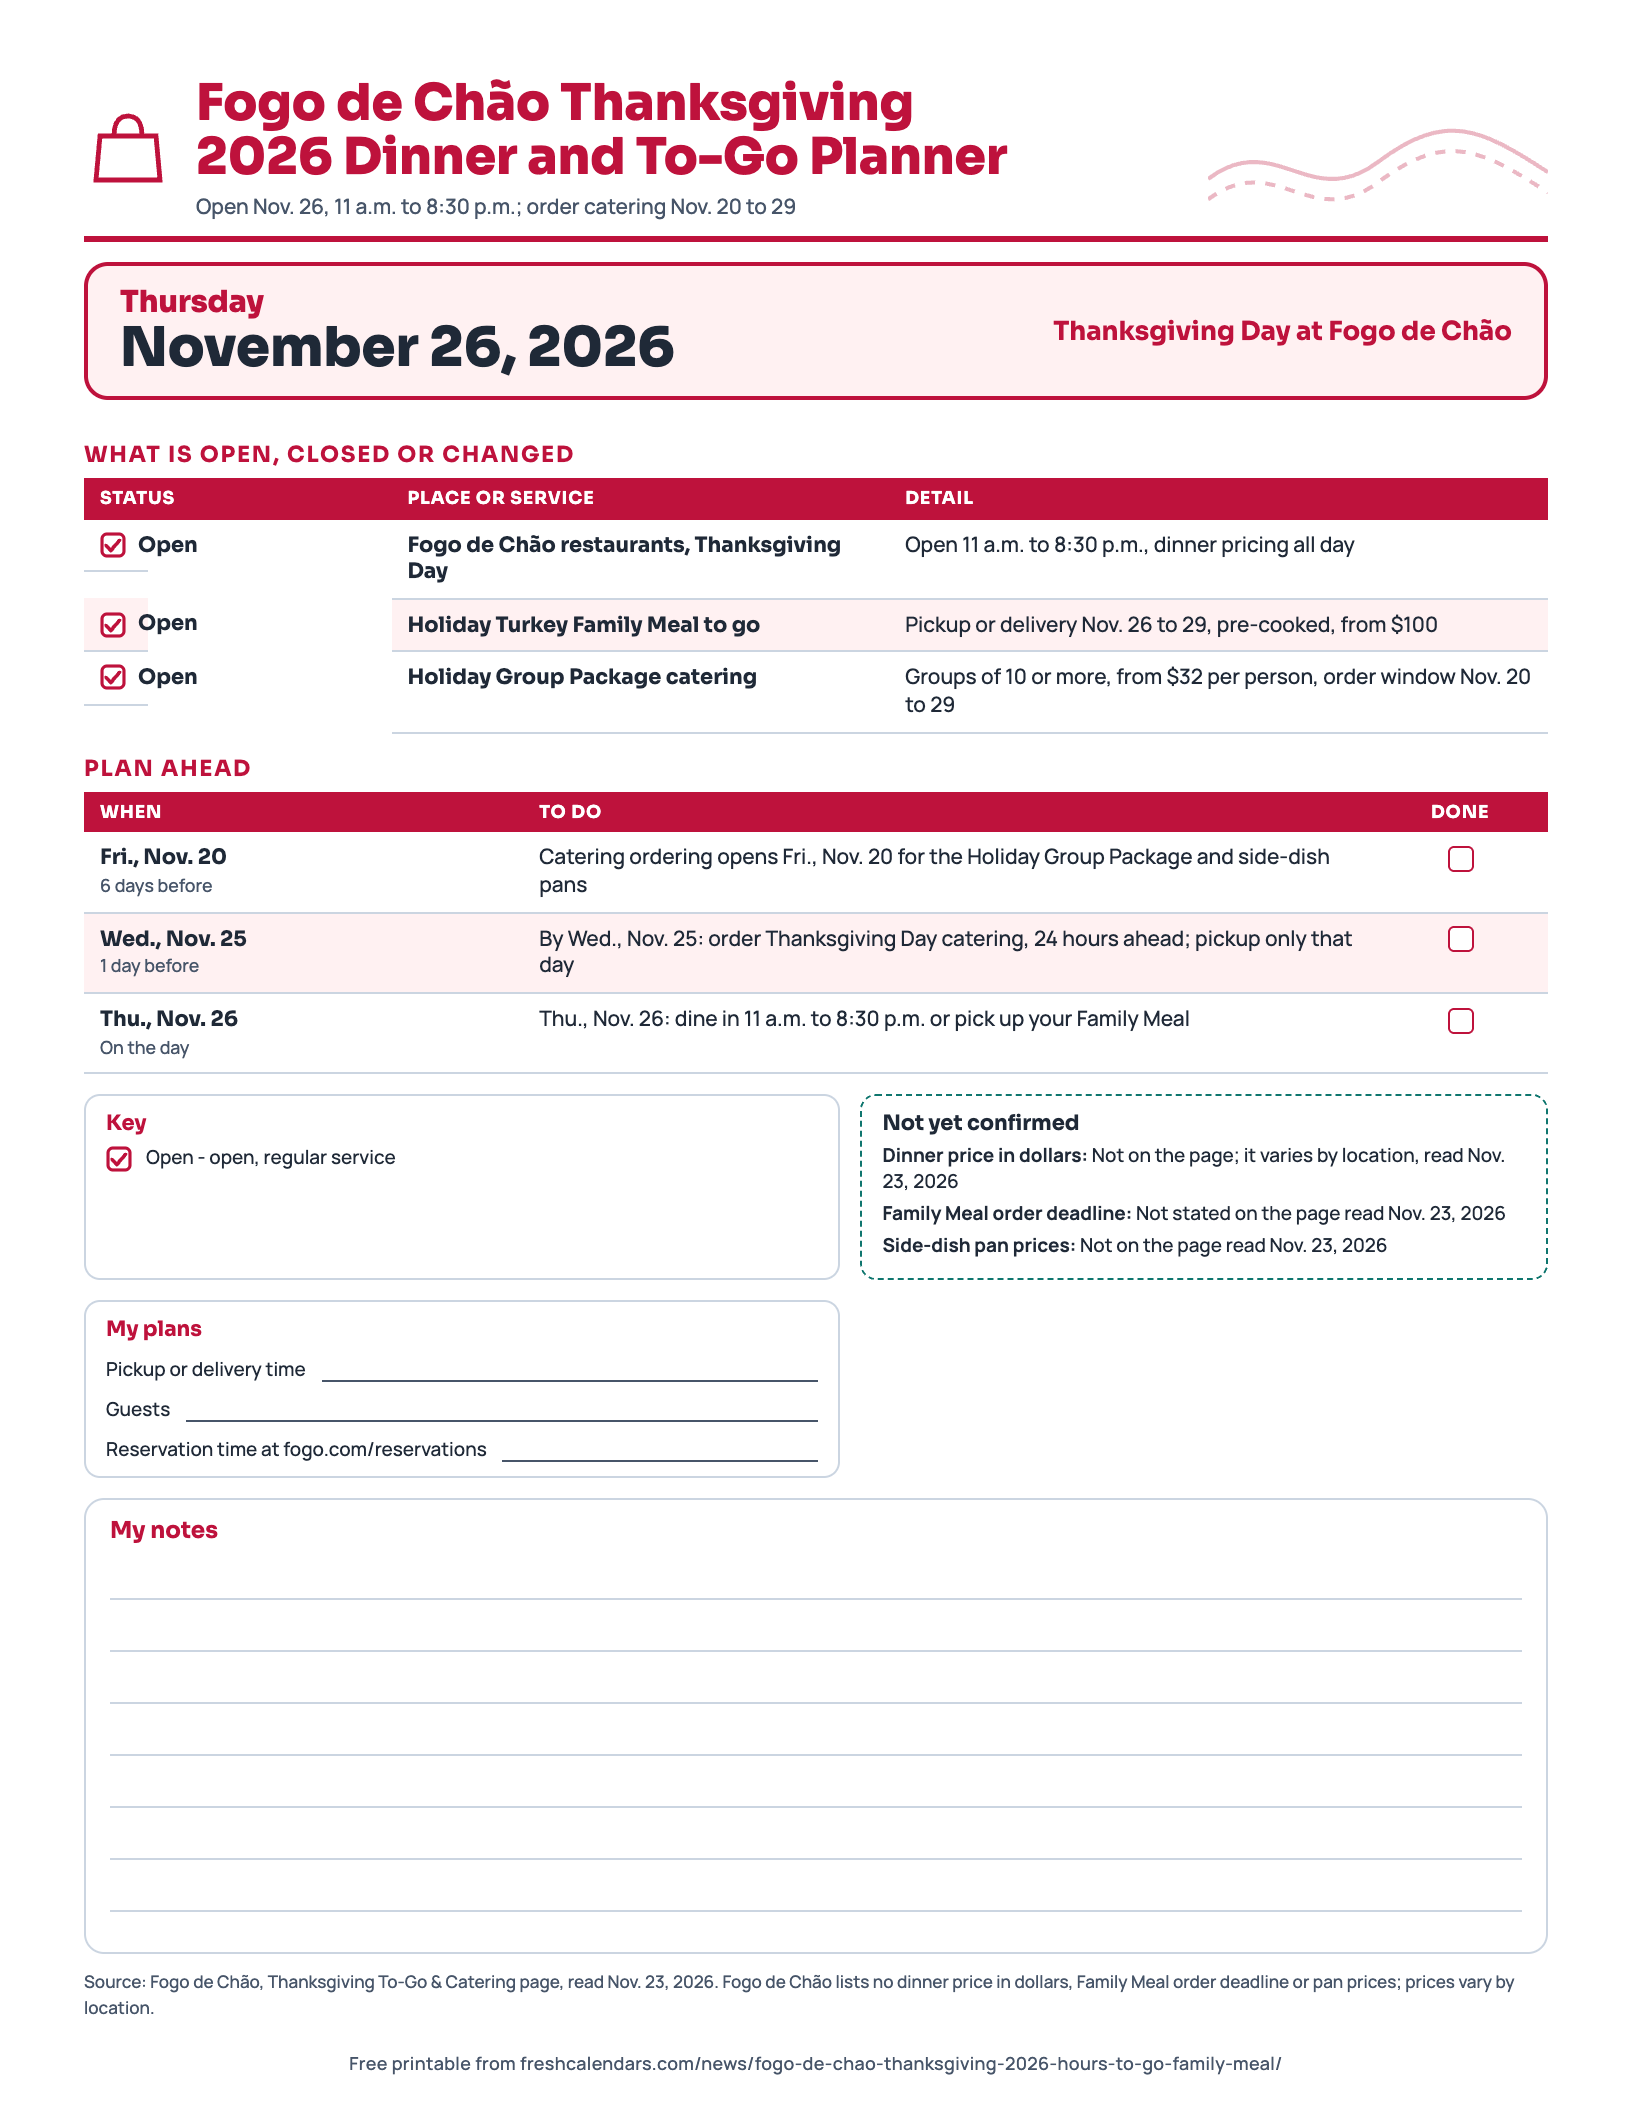 Fogo de Chão Thanksgiving
2026 Dinner and To-Go Planner
Open Nov. 26, 11 a.m. to 8:30 p.m.; order catering Nov. 20 to 29
Thursday
November 26, 2026
Thanksgiving Day at Fogo de Chão
WHAT IS OPEN, CLOSED OR CHANGED
STATUS PLACE OR SERVICE DETAIL
Open Fogo de Chão restaurants, Thanksgiving Open 11 a.m. to 8:30 p.m., dinner pricing all day
Day
Open Holiday Turkey Family Meal to go Pickup or delivery Nov. 26 to 29, pre-cooked, from $100
Open Holiday Group Package catering Groups of 10 or more, from $32 per person, order window Nov. 20
to 29
PLAN AHEAD
WHEN TO DO DONE
Fri., Nov. 20 Catering ordering opens Fri., Nov. 20 for the Holiday Group Package and side-dish
6 days before pans
Wed., Nov. 25 By Wed., Nov. 25: order Thanksgiving Day catering, 24 hours ahead; pickup only that
1 day before day
Thu., Nov. 26 Thu., Nov. 26: dine in 11 a.m. to 8:30 p.m. or pick up your Family Meal
On the day
Key
Open - open, regular service
Not yet confirmed
Dinner price in dollars: Not on the page; it varies by location, read Nov.
23, 2026
Family Meal order deadline: Not stated on the page read Nov. 23, 2026
Side-dish pan prices: Not on the page read Nov. 23, 2026
My plans
Pickup or delivery time
Guests
Reservation time at fogo.com/reservations
My notes
Source: Fogo de Chão, Thanksgiving To-Go & Catering page, read Nov. 23, 2026. Fogo de Chão lists no dinner price in dollars, Family Meal order deadline or pan prices; prices vary by
location.
Free printable from freshcalendars.com/news/fogo-de-chao-thanksgiving-2026-hours-to-go-family-meal/